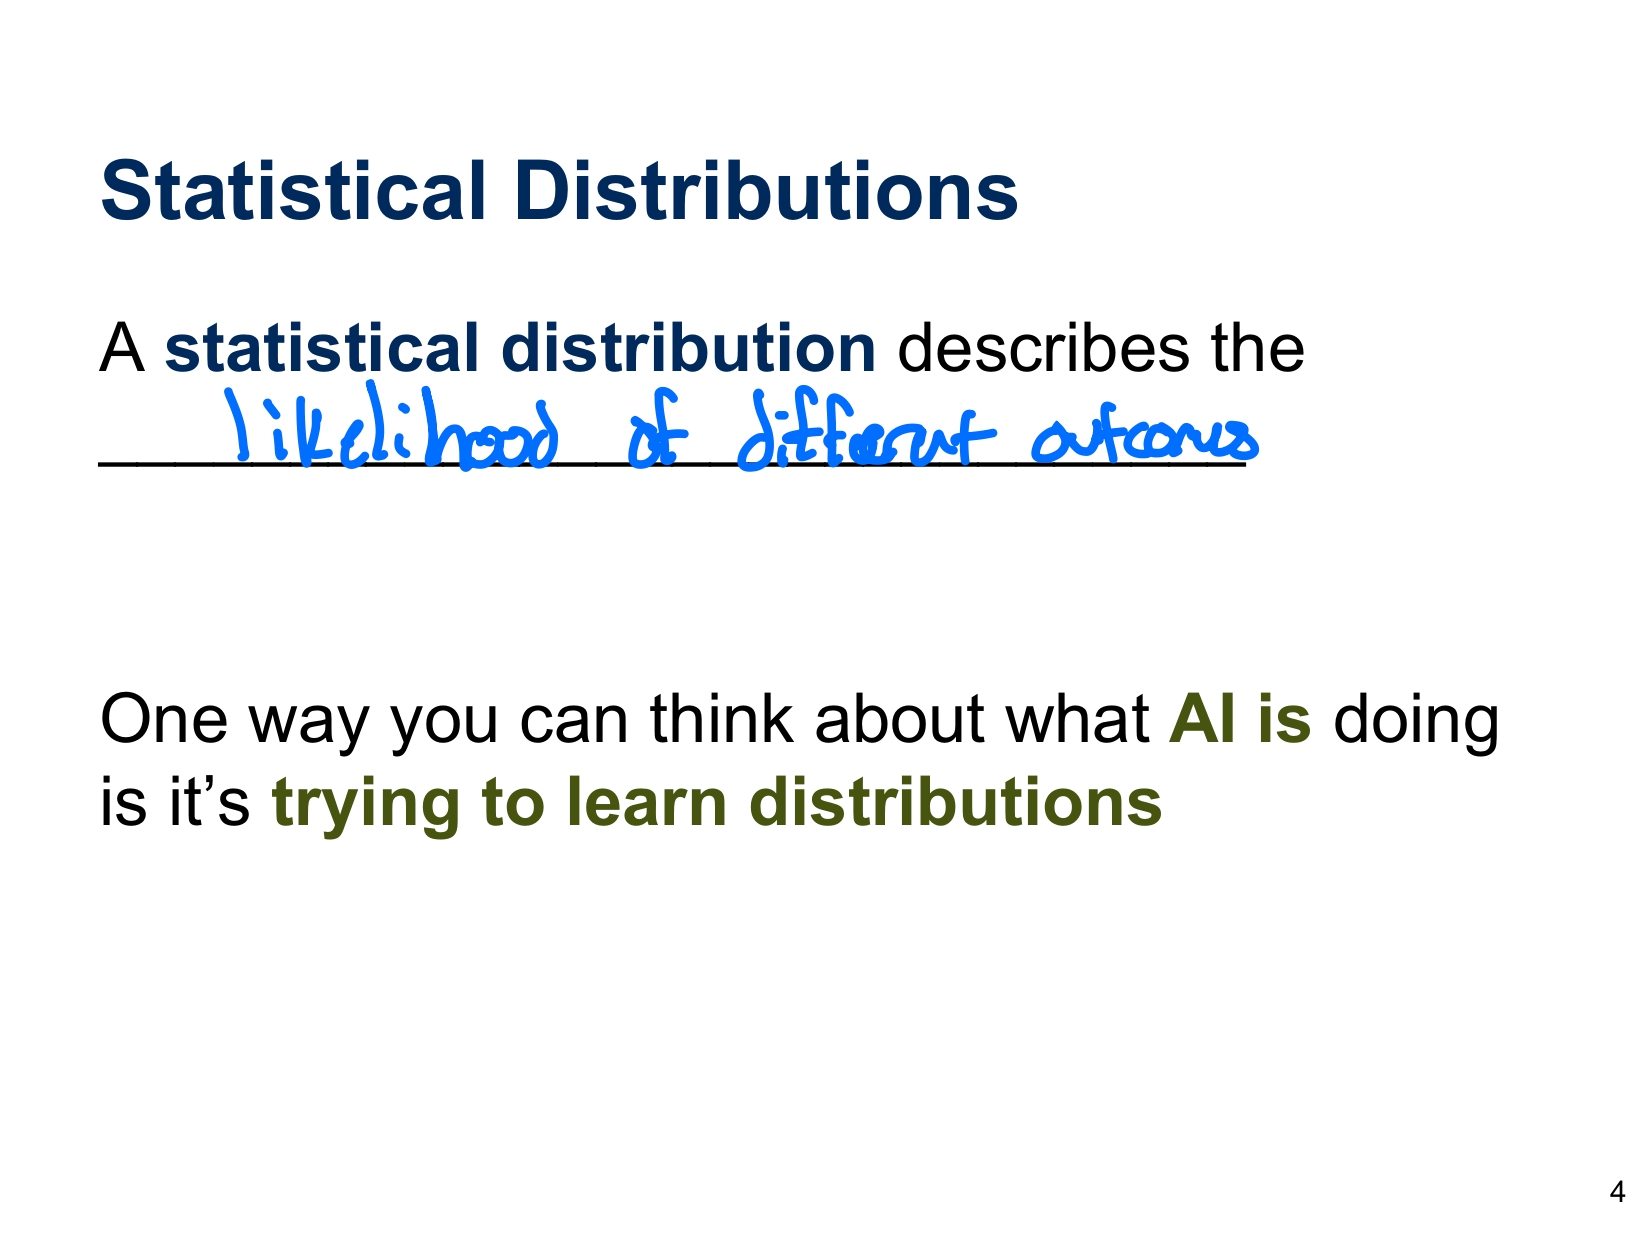 Statistical Distributions
A statistical distribution describes the
likelihood of different outcomes
One way you can think about what AI is doing
is it’s trying to learn distributions
4